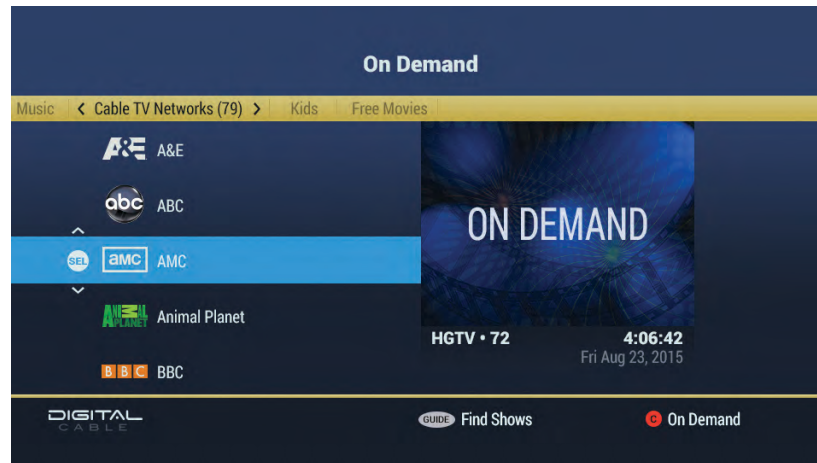 On Demand
Music < Cable TV Networks (79) > Kids Free Movies
A&E A&E
abc ABC
SEL amc AMC
ANIMAL PLANET Animal Planet
BBC BBC
ON DEMAND
HGTV • 72 4:06:42
Fri Aug 23, 2015
DIGITAL
CABLE
GUIDE Find Shows
C On Demand